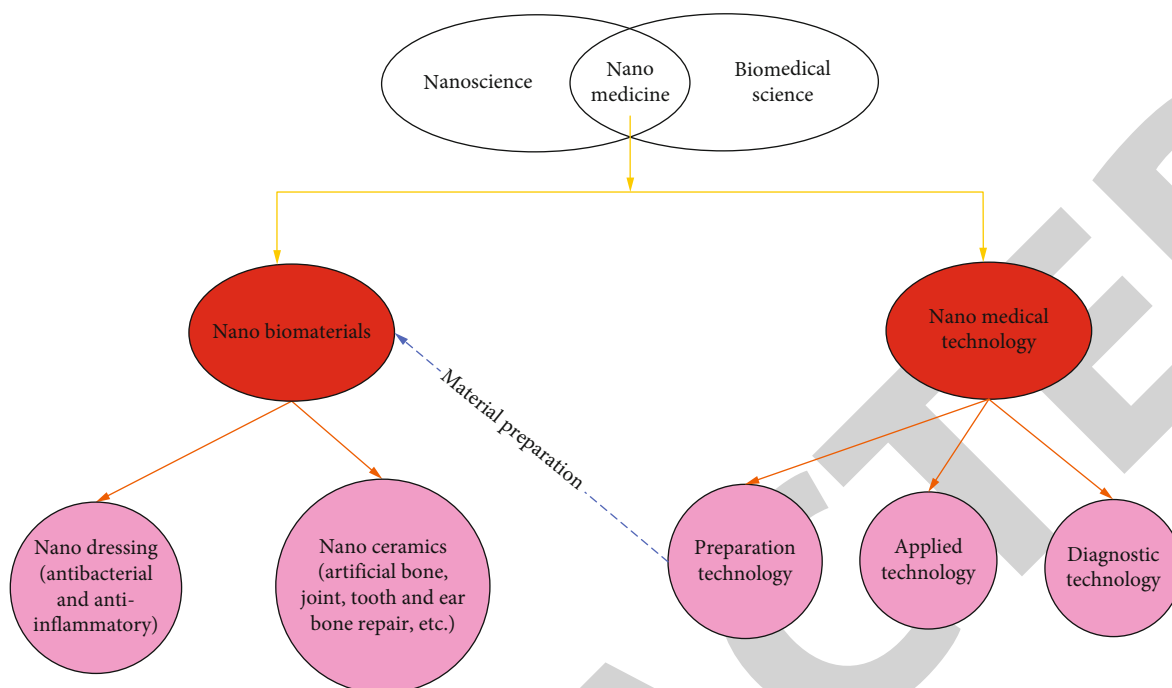 Nanoscience
Nano
medicine
Biomedical
science
Nano biomaterials
Nano medical
technology
Material preparation
Nano dressing
(antibacterial
and anti-
inflammatory)
Nano ceramics
(artificial bone,
joint, tooth and ear
bone repair, etc.)
Preparation
technology
Applied
technology
Diagnostic
technology